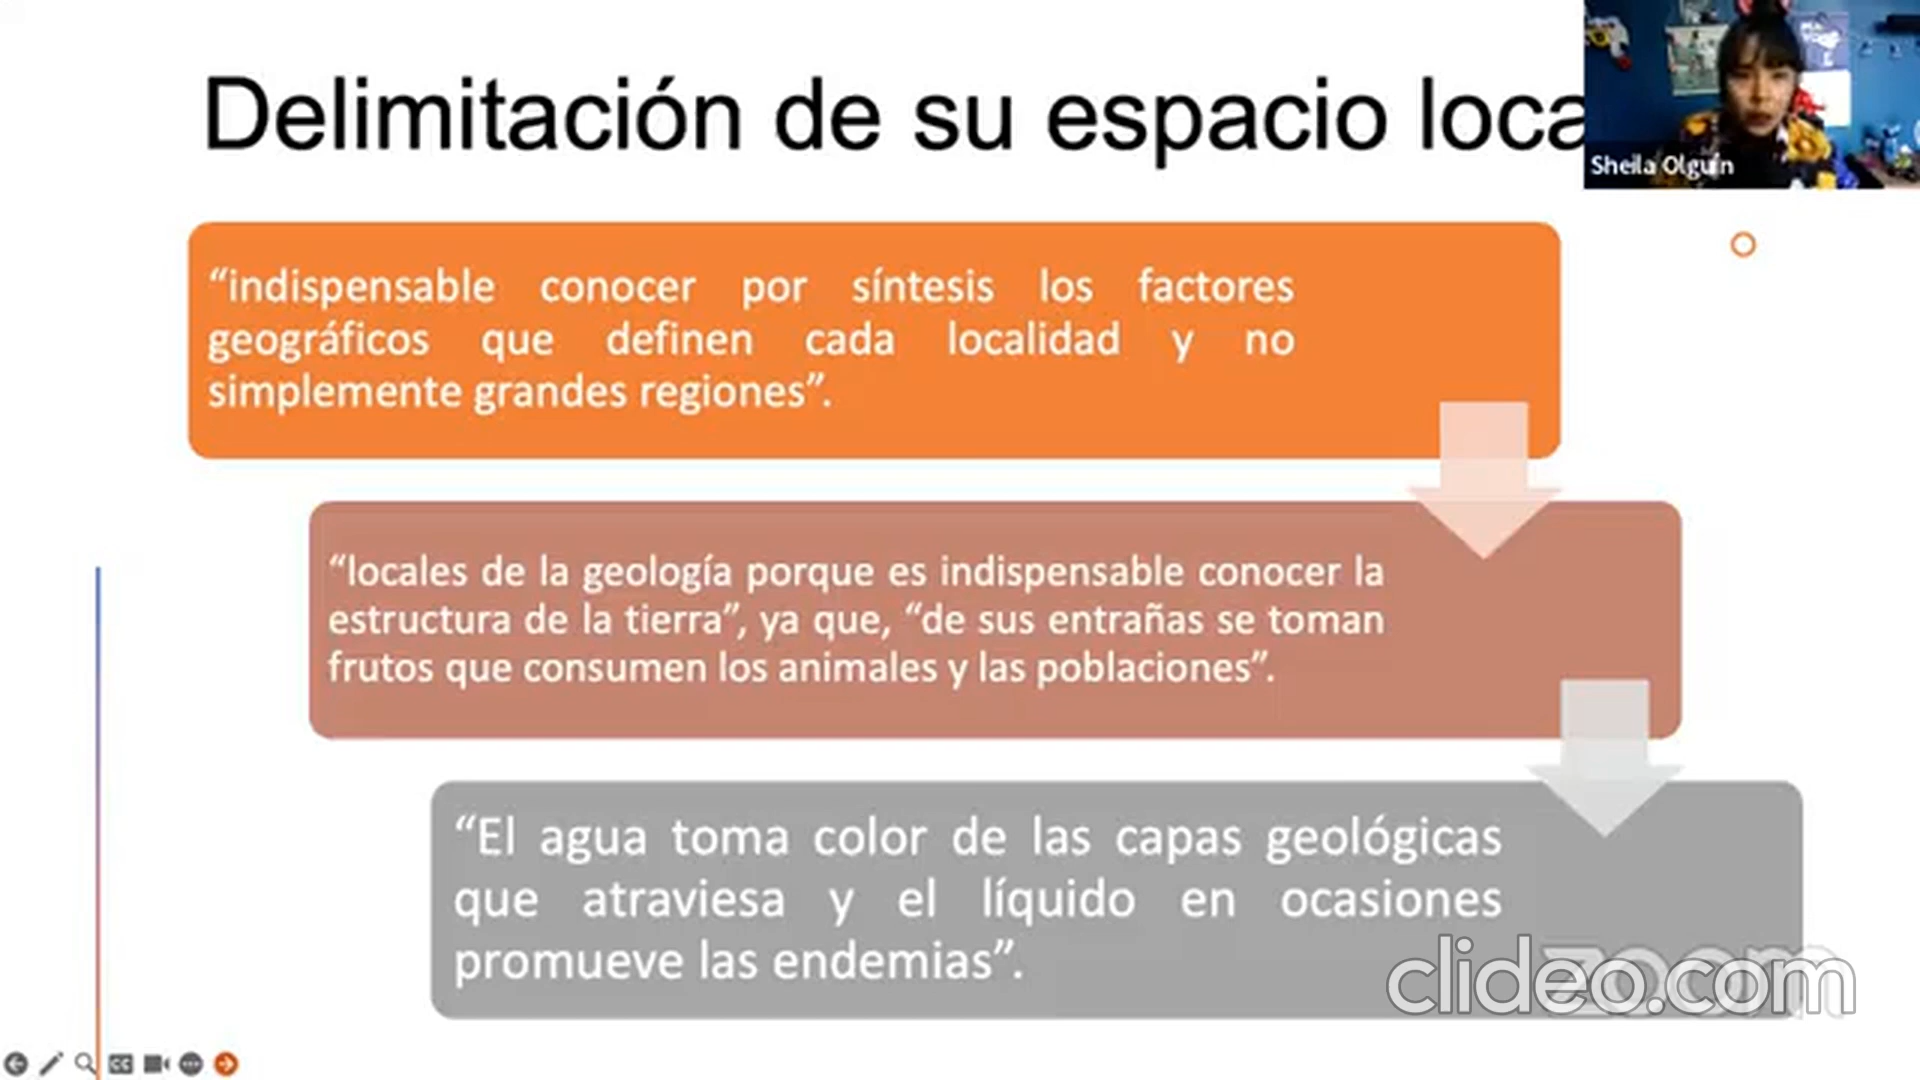 Delimitación de su espacio loca
Sheila Olguín
“indispensable conocer por síntesis los factores
geográficos que definen cada localidad y no
simplemente grandes regiones”.
“locales de la geología porque es indispensable conocer la
estructura de la tierra”, ya que, “de sus entrañas se toman
frutos que consumen los animales y las poblaciones”.
“El agua toma color de las capas geológicas
que atraviesa y el líquido en ocasiones
promueve las endemias”.
zoom
clideo.com
CC